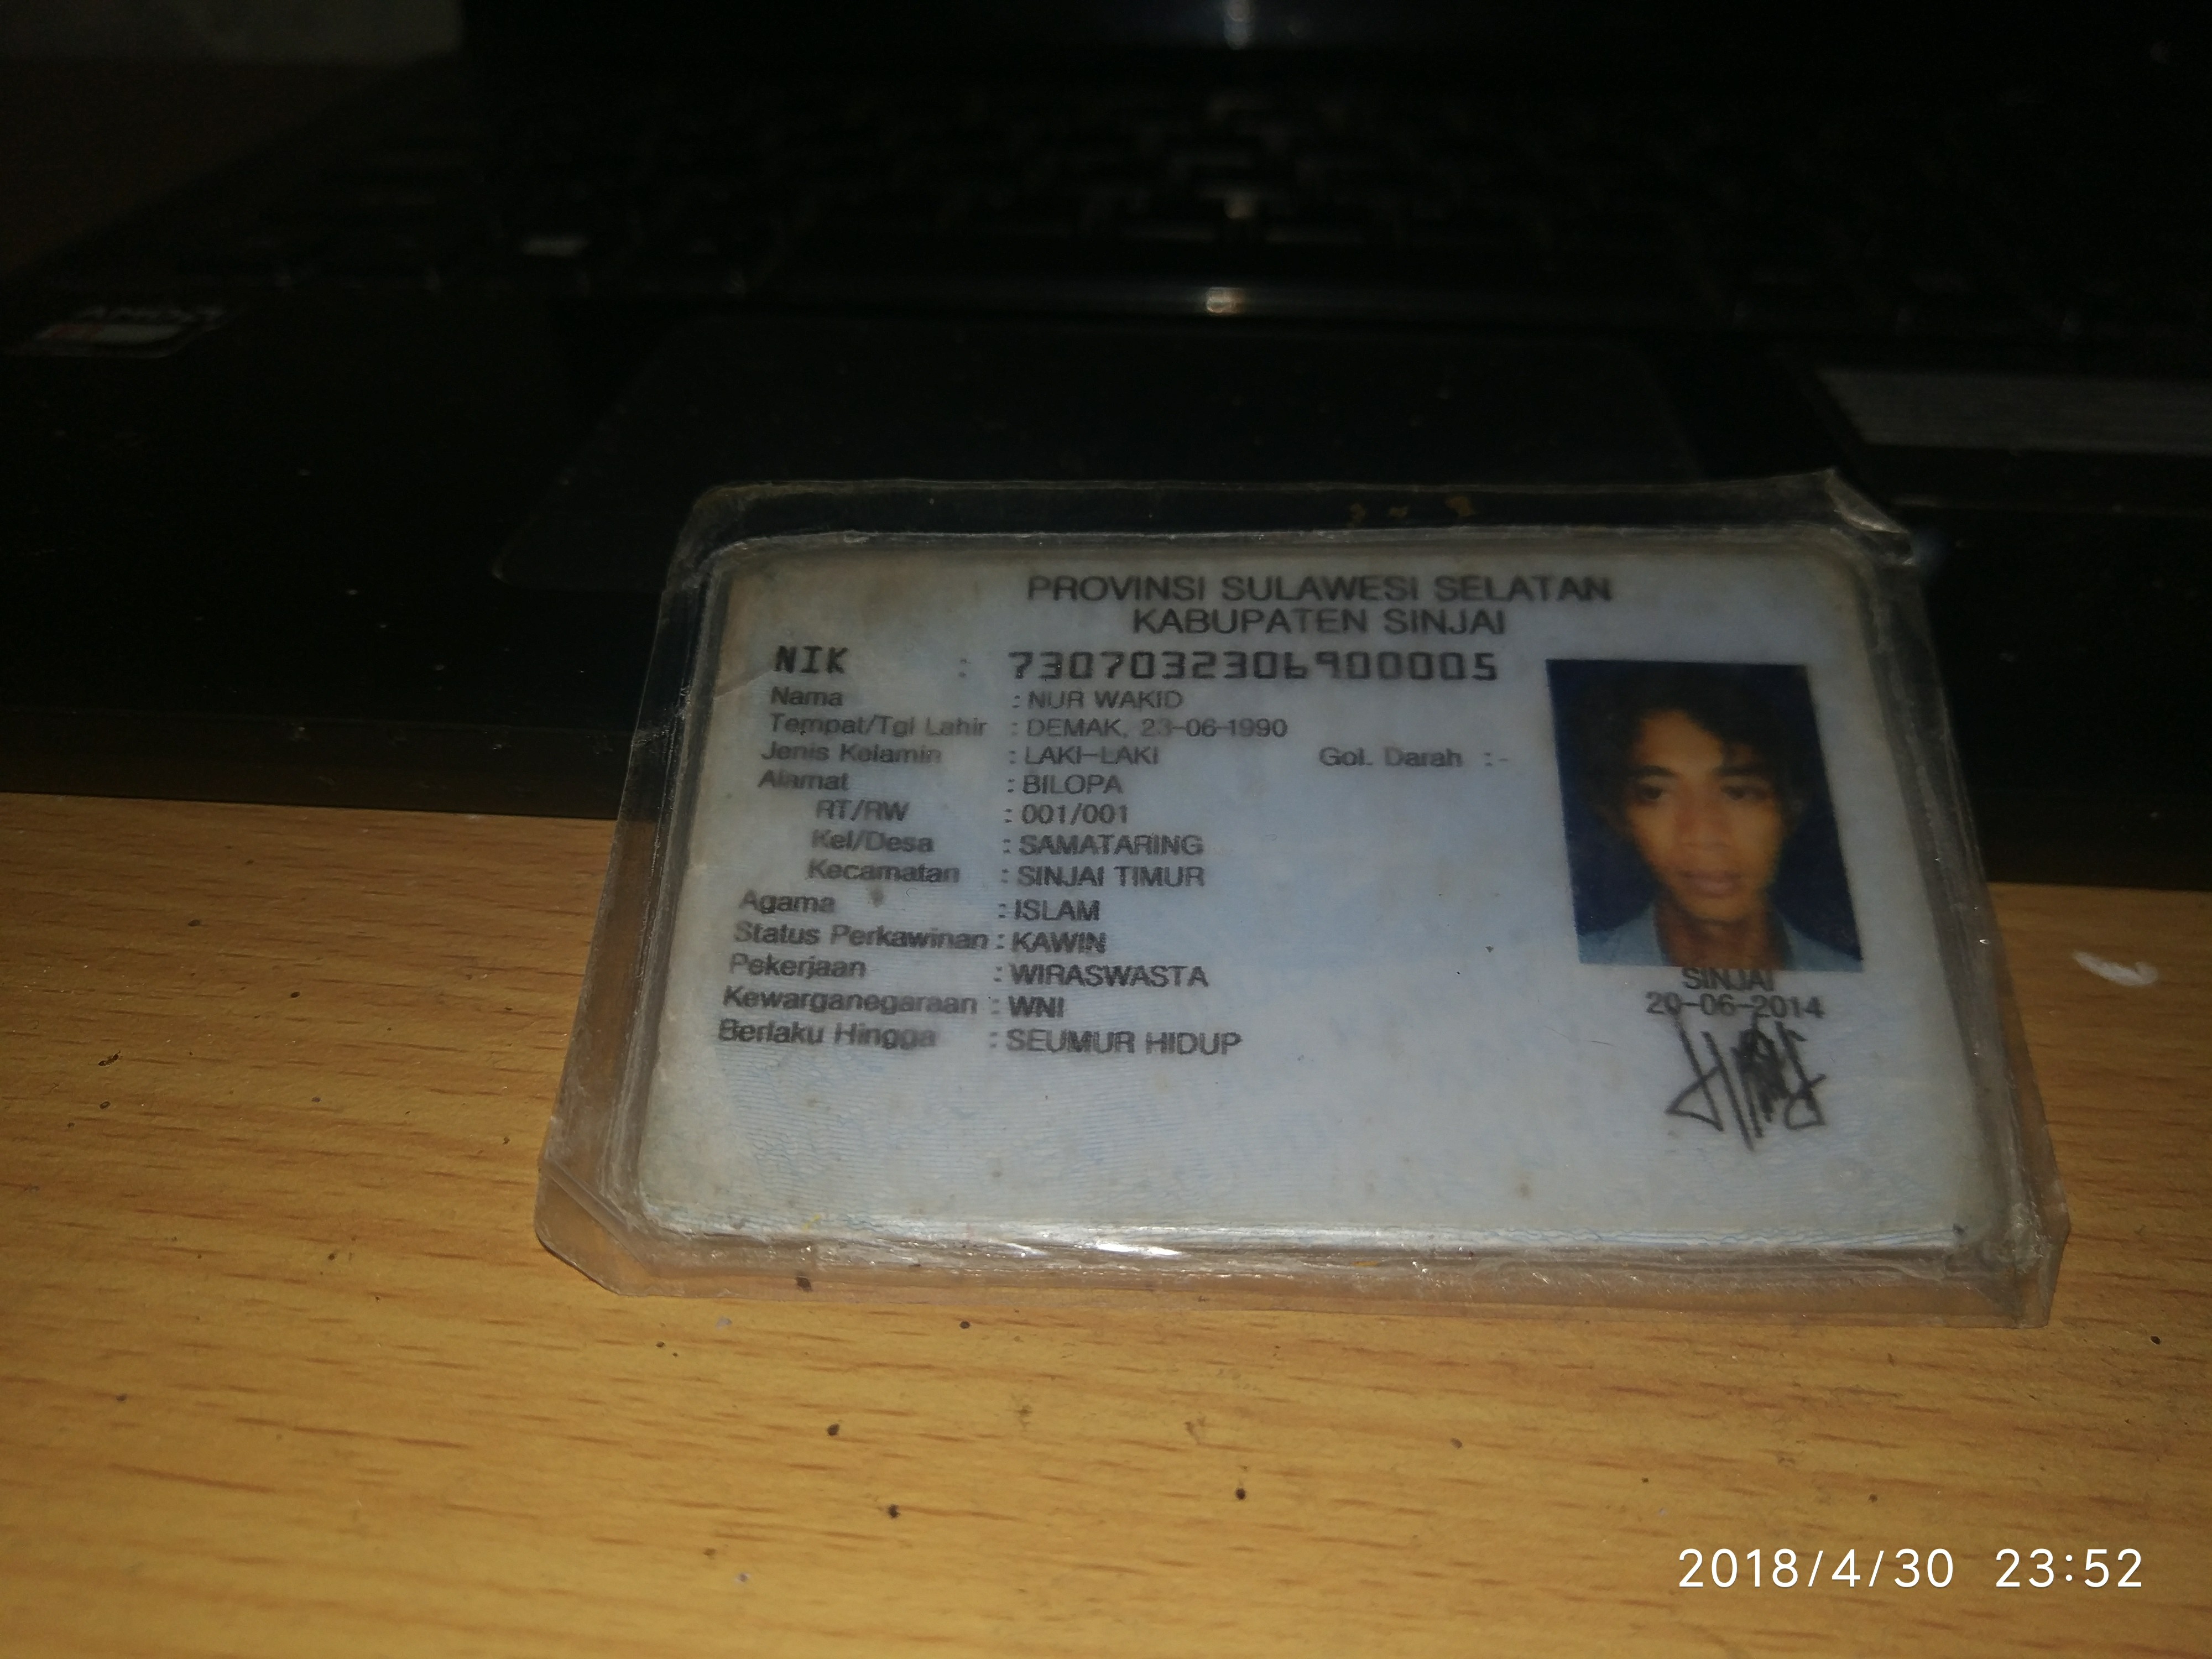 PROVINSI SULAWESI SELATAN
KABUPATEN SINJAI
NIK : 7307032306900005
Nama : NUR WAKID
Tempat/Tgl Lahir : DEMAK, 23-06-1990
Jenis Kelamin : LAKI-LAKI Gol. Darah : -
Alamat : BILOPA
RT/RW : 001/001
Kel/Desa : SAMATARING
Kecamatan : SINJAI TIMUR
Agama : ISLAM
Status Perkawinan : KAWIN
Pekerjaan : WIRASWASTA
Kewarganegaraan : WNI
Berlaku Hingga : SEUMUR HIDUP
SINJAI
20-06-2014
2018/4/30 23:52